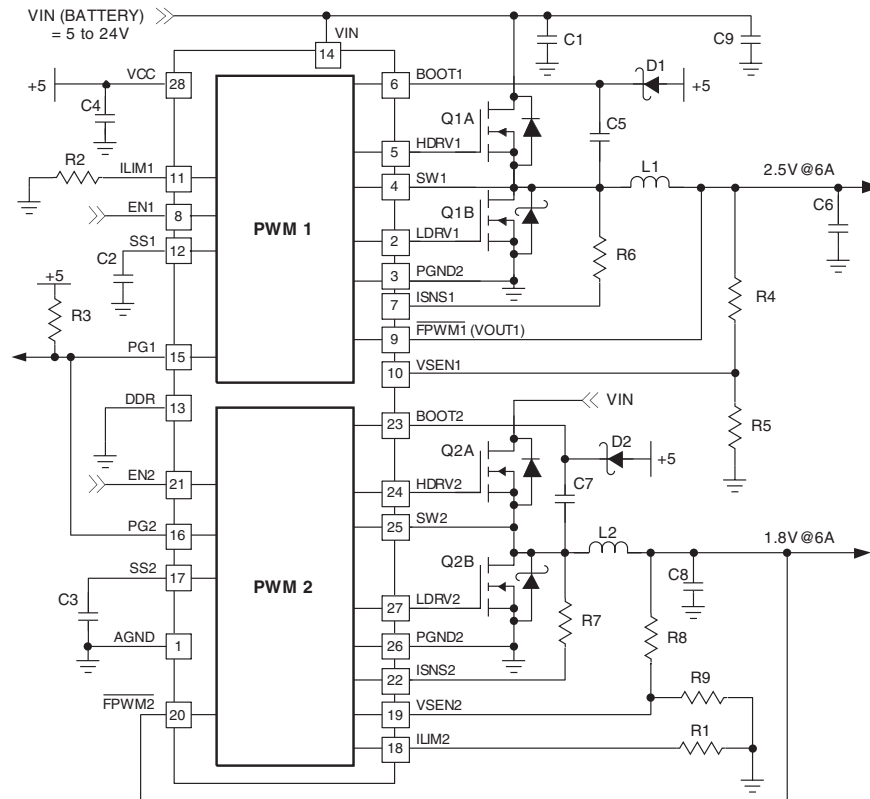 VIN (BATTERY)
= 5 to 24V
VIN
14
C1
C9
+5
VCC
28
C4
6
BOOT1
D1
+5
Q1A
C5
5
HDRV1
R2
ILIM1
11
4
SW1
L1
2.5V@6A
EN1
8
Q1B
C6
SS1
12
PWM 1
2
LDRV1
C2
R6
3
PGND2
+5
7
ISNS1
R3
R4
9
FPWM1 (VOUT1)
PG1
15
10
VSEN1
DDR
13
VIN
23
BOOT2
R5
Q2A
D2
+5
EN2
21
24
HDRV2
C7
PG2
16
25
SW2
L2
1.8V@6A
SS2
17
Q2B
C8
PWM 2
C3
27
LDRV2
R7
R8
AGND
1
26
PGND2
22
ISNS2
R9
FPWM2
20
19
VSEN2
R1
18
ILIM2